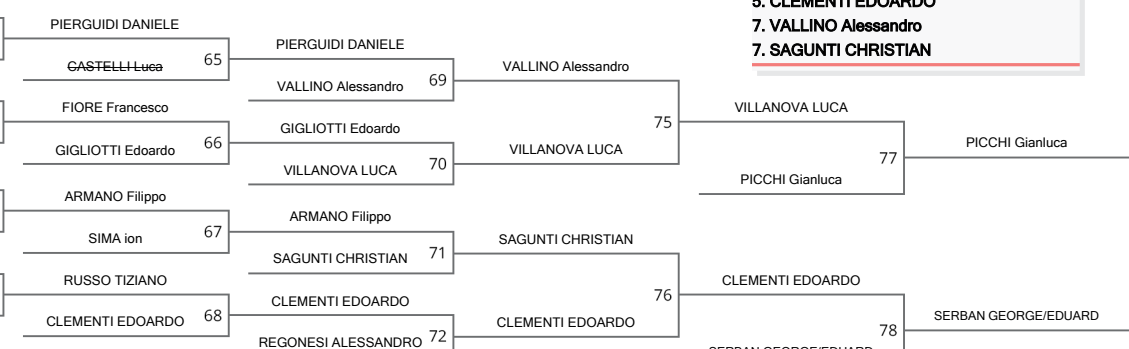 5. CLEMENTI EDOARDO
7. VALLINO Alessandro
7. SAGUNTI CHRISTIAN
PIERGUIDI DANIELE
CASTELLI Luca
65
FIORE Francesco
GIGLIOTTI Edoardo
66
ARMANO Filippo
SIMA ion
67
RUSSO TIZIANO
CLEMENTI EDOARDO
68
PIERGUIDI DANIELE
VALLINO Alessandro
69
GIGLIOTTI Edoardo
VILLANOVA LUCA
70
ARMANO Filippo
SAGUNTI CHRISTIAN
71
CLEMENTI EDOARDO
REGONESI ALESSANDRO
72
VALLINO Alessandro
VILLANOVA LUCA
75
SAGUNTI CHRISTIAN
CLEMENTI EDOARDO
76
VILLANOVA LUCA
PICCHI Gianluca
77
CLEMENTI EDOARDO
SERBAN GEORGE/EDUARD
78
PICCHI Gianluca
SERBAN GEORGE/EDUARD